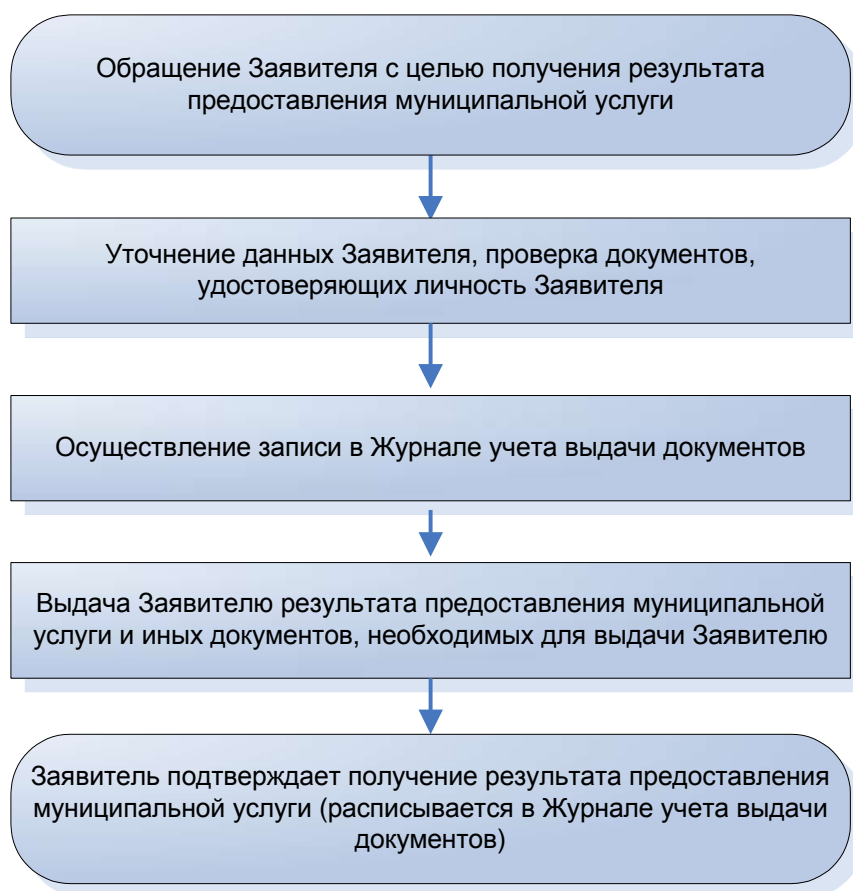 Обращение Заявителя с целью получения результата
предоставления муниципальной услуги
Уточнение данных Заявителя, проверка документов,
удостоверяющих личность Заявителя
Осуществление записи в Журнале учета выдачи документов
Выдача Заявителю результата предоставления муниципальной
услуги и иных документов, необходимых для выдачи Заявителю
Заявитель подтверждает получение результата предоставления
муниципальной услуги (расписывается в Журнале учета выдачи
документов)